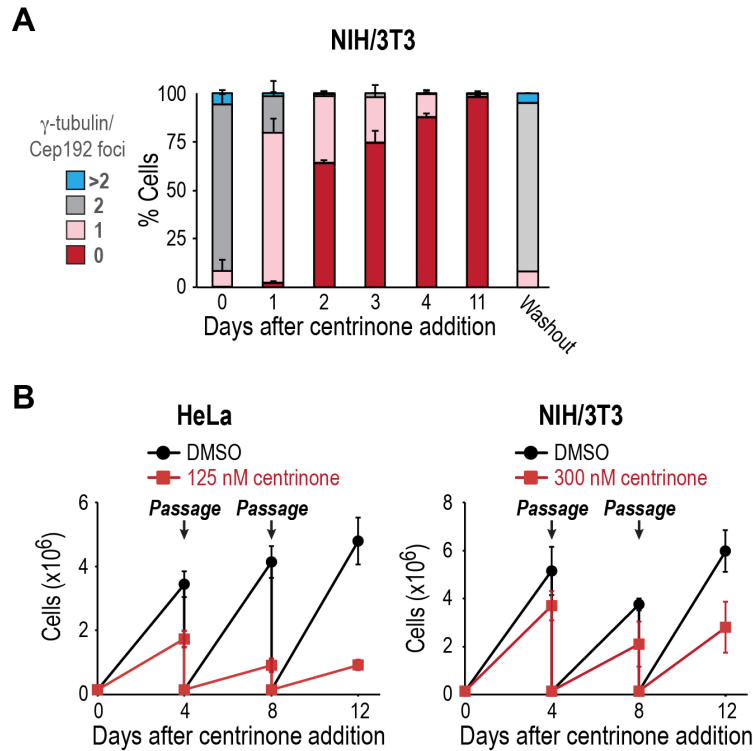 A
NIH/3T3
γ-tubulin/
Cep192 foci
>2
2
1
0
% Cells
100
75
50
25
0
0 1 2 3 4 11 Washout
Days after centrinone addition
B
HeLa
DMSO
125 nM centrinone
Passage Passage
Cells (x10⁶)
6
4
2
0
0 4 8 12
Days after centrinone addition
NIH/3T3
DMSO
300 nM centrinone
Passage Passage
Cells (x10⁶)
8
6
4
2
0
0 4 8 12
Days after centrinone addition